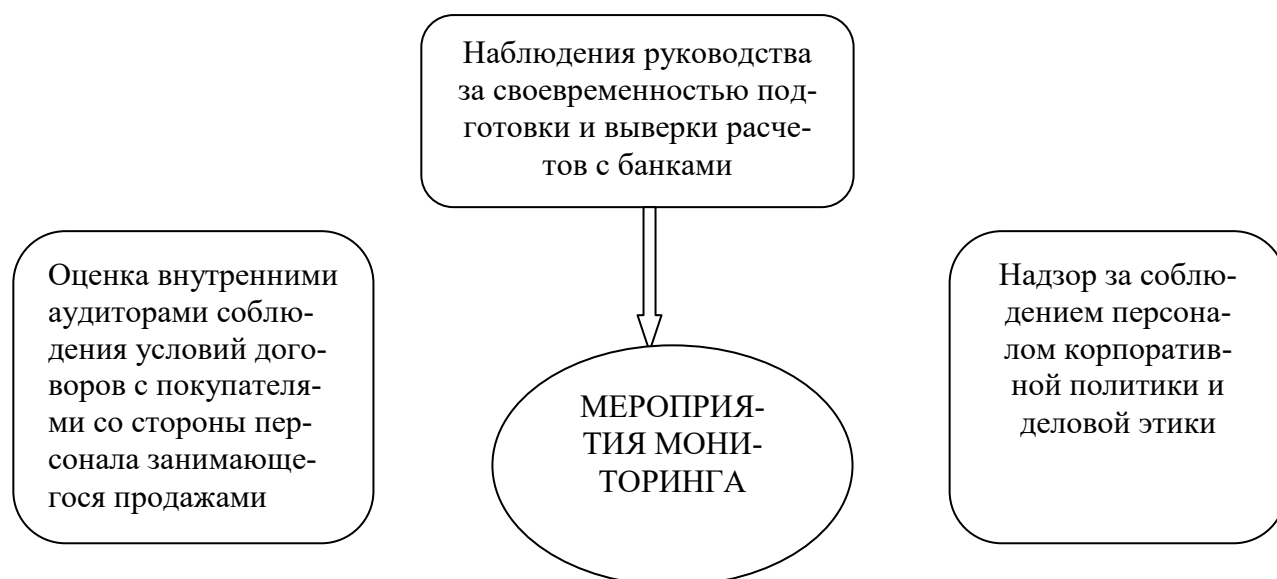 Наблюдения руководства
за своевременностью под-
готовки и выверки расче-
тов с банками
Оценка внутренними
аудиторами соблю-
дения условий дого-
воров с покупателя-
ми со стороны пер-
сонала занимающе-
гося продажами
МЕРОПРИЯ-
ТИЯ МОНИ-
ТОРИНГА
Надзор за соблю-
дением персона-
лом корпоратив-
ной политики и
деловой этики